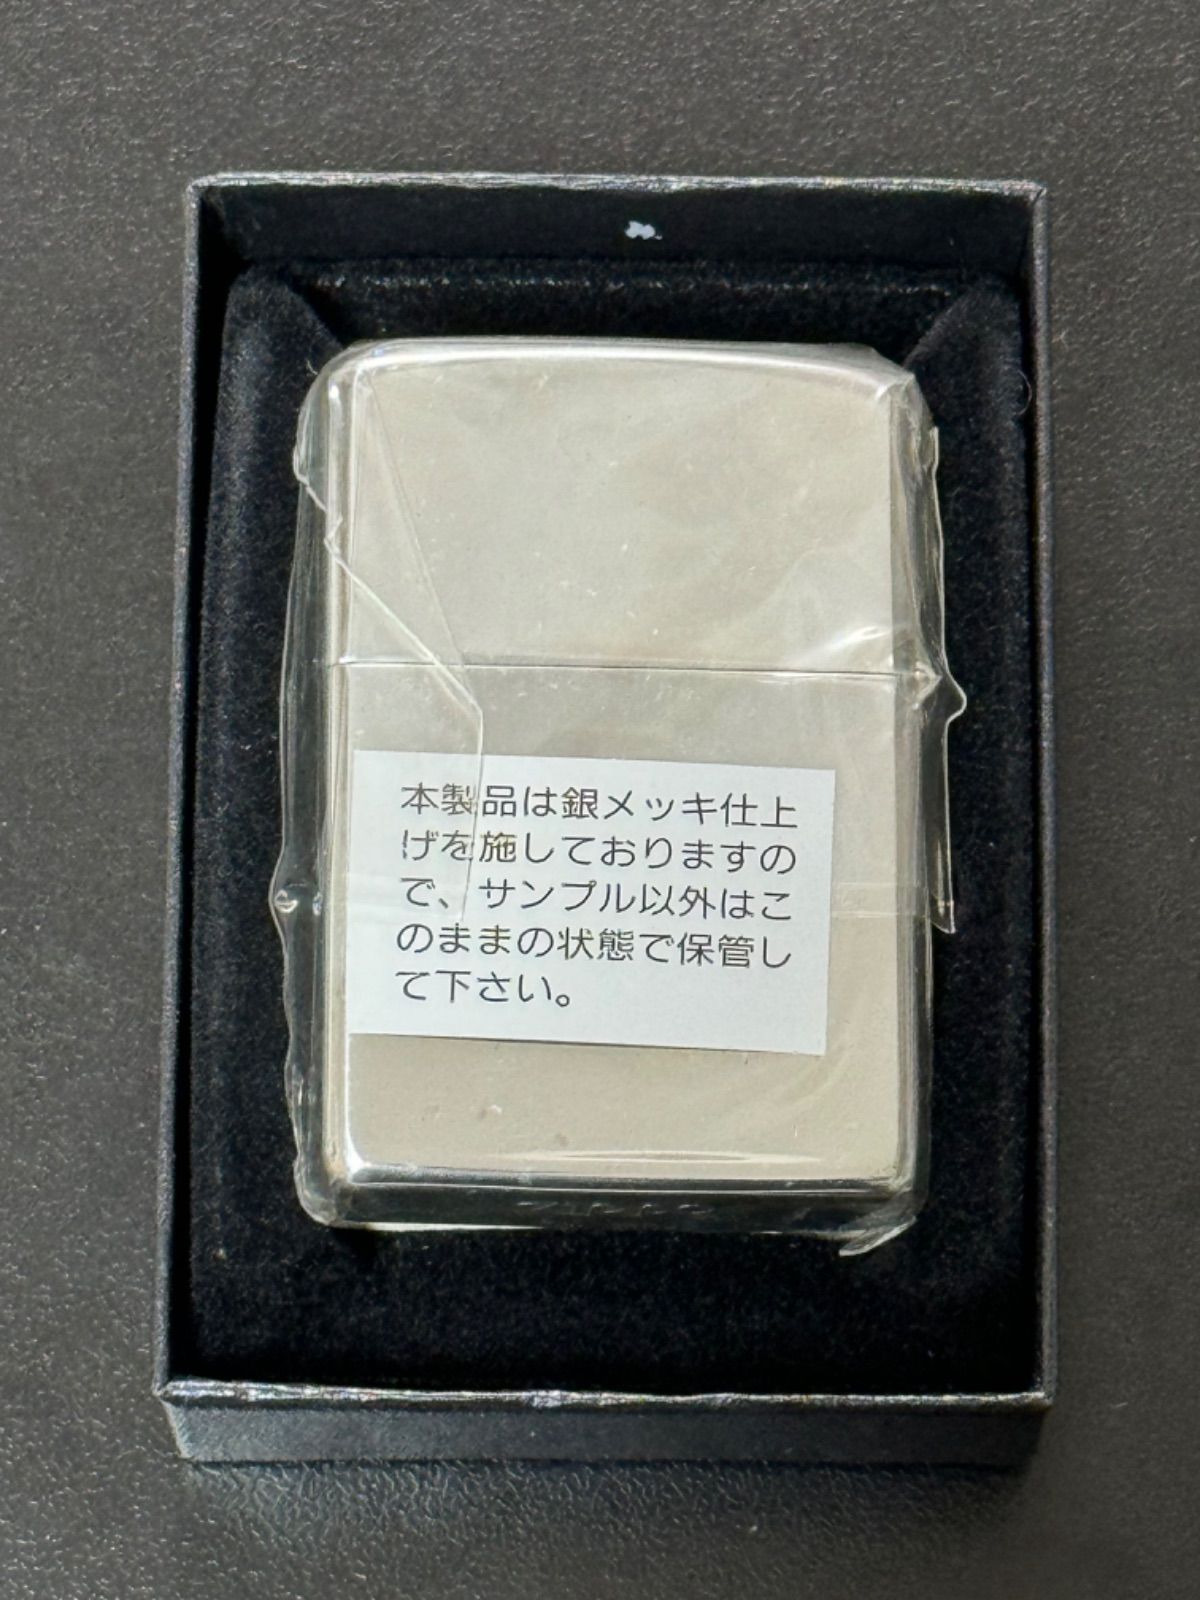 本製品は銀メッキ仕上
げを施しておりますの
で、サンプル以外はこ
のままの状態で保管し
て下さい。